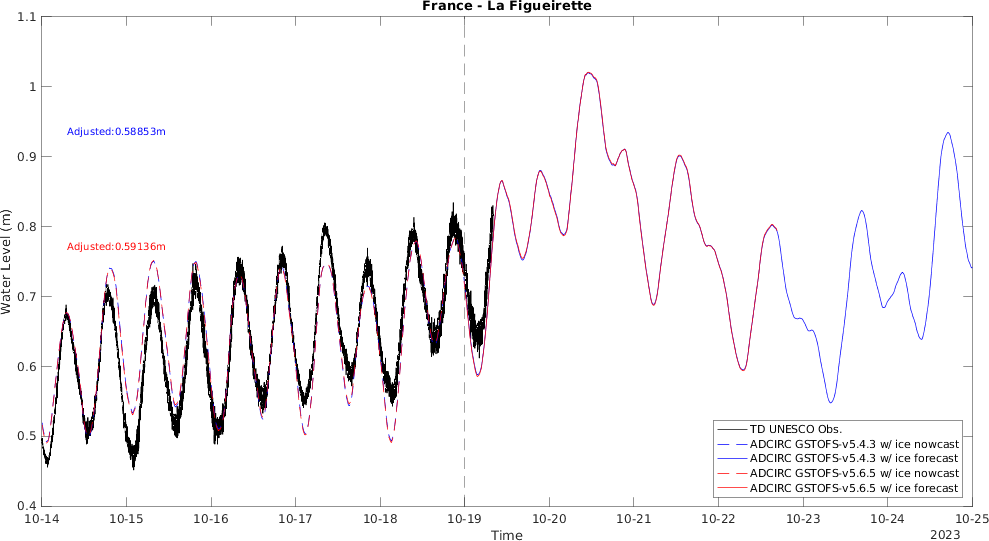 France - La Figueirette
1.1
1
0.9
0.8
0.7
0.6
0.5
0.4
Water Level (m)
Adjusted:0.58853m
Adjusted:0.59136m
TD UNESCO Obs.
ADCIRC GSTOFS-v5.4.3 w/ ice nowcast
ADCIRC GSTOFS-v5.4.3 w/ ice forecast
ADCIRC GSTOFS-v5.6.5 w/ ice nowcast
ADCIRC GSTOFS-v5.6.5 w/ ice forecast
10-14 10-15 10-16 10-17 10-18 10-19 10-20 10-21 10-22 10-23 10-24 10-25
Time
2023